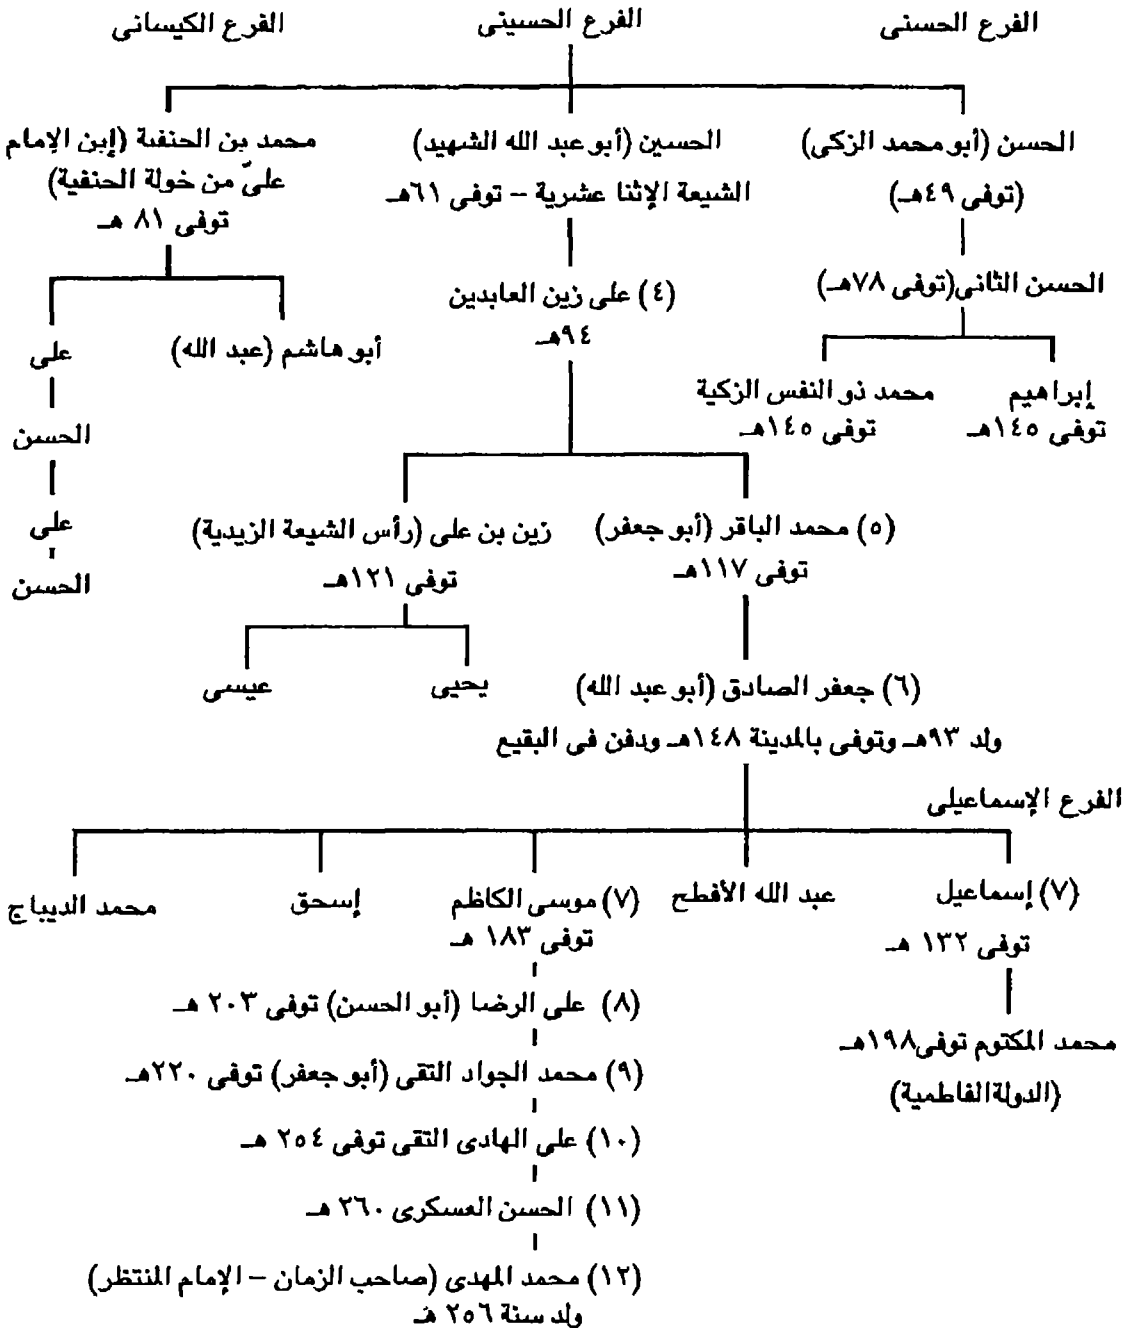 الفرع الحسنى
الفرع الحسينى
الفرع الكيسانى
الحسن (أبو محمد الزكى)
(توفى ٤٩هـ)
الحسين (أبو عبد الله الشهيد)
الشيعة الإثنا عشرية – توفى ٦١هـ
محمد بن الحنفية (إبن الإمام
علىّ من خولة الحنفية)
توفى ٨١ هـ
الحسن الثانى (توفى ٧٨هـ)
(٤) على زين العابدين
٩٤هـ
أبو هاشم (عبد الله)
على
الحسن
على
الحسن
إبراهيم
توفى ١٤٥هـ
محمد ذو النفس الزكية
توفى ١٤٥هـ
(٥) محمد الباقر (أبو جعفر)
توفى ١١٧هـ
زين بن على (رأس الشيعة الزيدية)
توفى ١٢١هـ
يحيى
عيسى
(٦) جعفر الصادق (أبو عبد الله)
ولد ٩٣هـ وتوفى بالمدينة ١٤٨هـ ودفن فى البقيع
الفرع الإسماعيلى
(٧) إسماعيل
توفى ١٣٢ هـ
عبد الله الأفطح
(٧) موسى الكاظم
توفى ١٨٣ هـ
إسحق
محمد الديباج
محمد المكتوم توفى ١٩٨هـ
(الدولة الفاطمية)
(٨) على الرضا (أبو الحسن) توفى ٢٠٣ هـ
(٩) محمد الجواد التقى (أبو جعفر) توفى ٢٢٠هـ
(١٠) على الهادى التقى توفى ٢٥٤ هـ
(١١) الحسن العسكرى ٢٦٠ هـ
(١٢) محمد المهدى (صاحب الزمان – الإمام المنتظر)
ولد سنة ٢٥٦ هـ